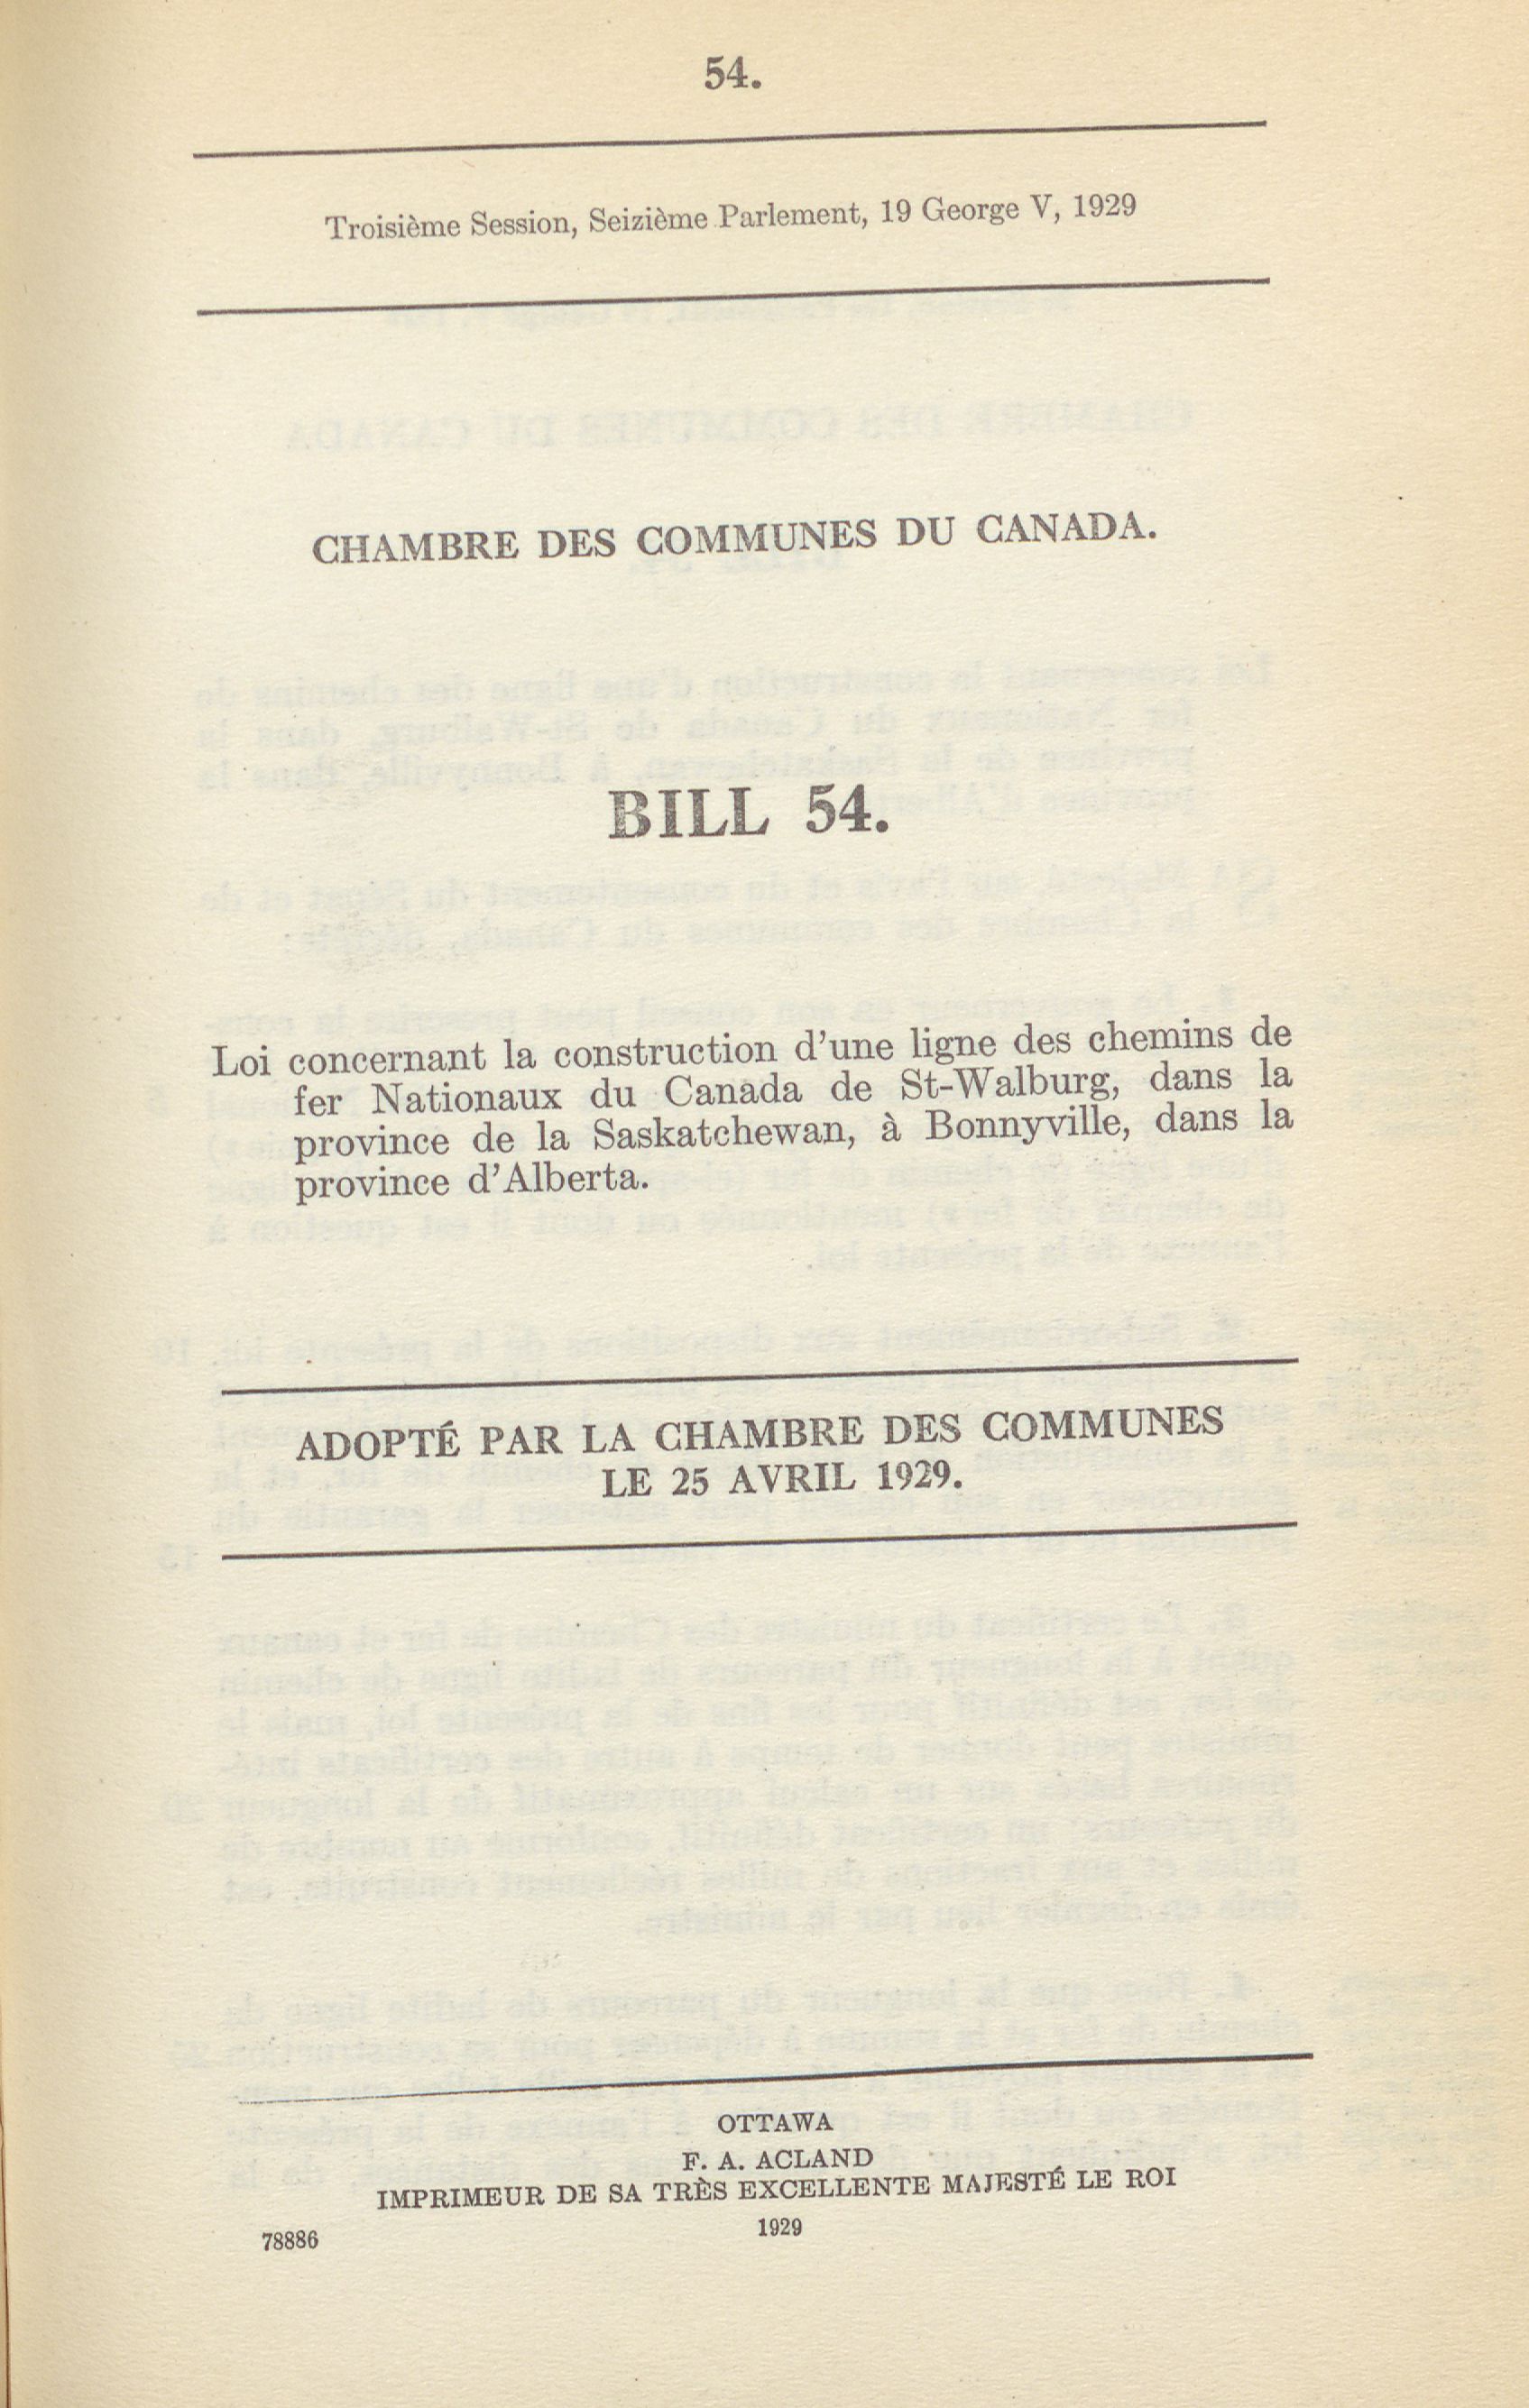 54.
Troisième Session, Seizième Parlement, 19 George V, 1929
CHAMBRE DES COMMUNES DU CANADA.
BILL 54.
Loi concernant la construction d'une ligne des chemins de
fer Nationaux du Canada de St-Walburg, dans la
province de la Saskatchewan, à Bonnyville, dans la
province d'Alberta.
ADOPTÉ PAR LA CHAMBRE DES COMMUNES
LE 25 AVRIL 1929.
OTTAWA
F. A. ACLAND
IMPRIMEUR DE SA TRÈS EXCELLENTE MAJESTÉ LE ROI
1929
78886